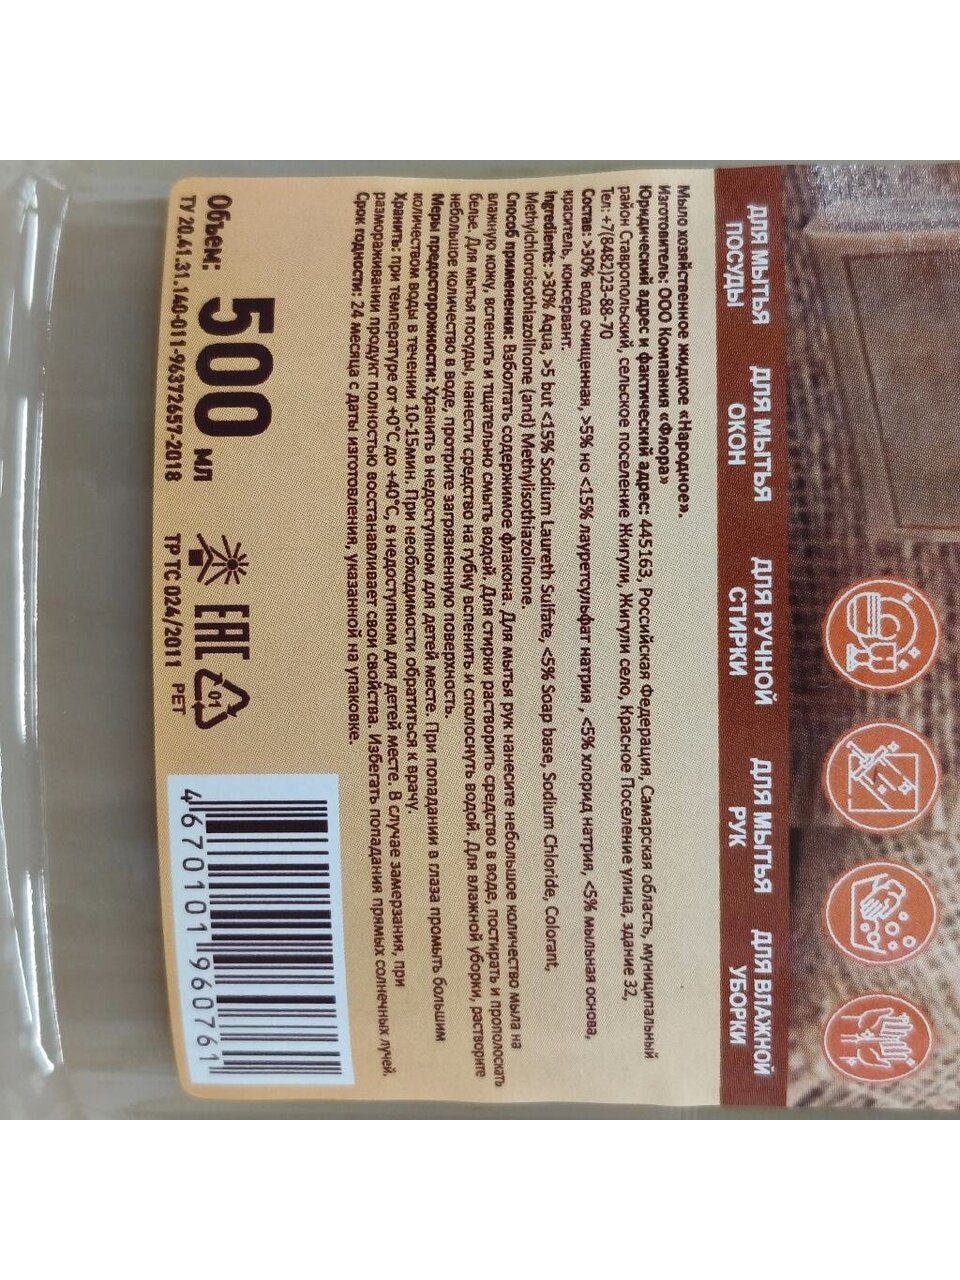 ДЛЯ МЫТЬЯ
ПОСУДЫ
ДЛЯ МЫТЬЯ
ОКОН
ДЛЯ РУЧНОЙ
СТИРКИ
ДЛЯ МЫТЬЯ
РУК
ДЛЯ ВЛАЖНОЙ
УБОРКИ
Мыло хозяйственное жидкое «Народное».
Изготовитель: ООО Компания «Флора»
Юридический адрес и фактический адрес: 445163, Российская Федерация, Самарская область, муниципальный
район Ставропольский, сельское поселение Жигули, Жигули село, Красное Поселение улица, здание 32,
Тел: +7(8482)23-88-70
Состав: >30% вода очищенная, >5% но <15% лауретсульфат натрия , <5% хлорид натрия, <5% мыльная основа,
краситель, консервант.
Ingredients: >30% Aqua, >5 but <15% Sodium Laureth Sulfate, <5% Soap base, Sodium Chloride, Colorant,
Methylchloroisothiazolinone (and) Methylisothiazolinone.
Способ применения: Взболтать содержимое флакона. Для мытья рук нанесите небольшое количество мыла на
влажную кожу, вспенить и тщательно смыть водой. Для стирки растворить средство в воде, постирать и прополоскать
белье. Для мытья посуды, нанести средство на губку вспенить и сполоснуть водой. Для влажной уборки, растворите
небольшое количество в воде, протрите загрязненную поверхность.
Меры предосторожности: Хранить в недоступном для детей месте. При попадании в глаза промыть большим
количеством воды в течении 10-15мин. При необходимости обратиться к врачу.
Хранить: при температуре от +0°С до +40°С, в недоступном для детей месте. В случае замерзания, при
размораживании продукт полностью восстанавливает свои свойства. Избегать попадания прямых солнечных лучей.
Срок годности: 24 месяца с даты изготовления, указанной на упаковке.
Объем: 500 мл
ТУ 20.41.31.140-011-96372657-2018
EAC
ТР ТС 024/2011
01
PET
4 670101 960761